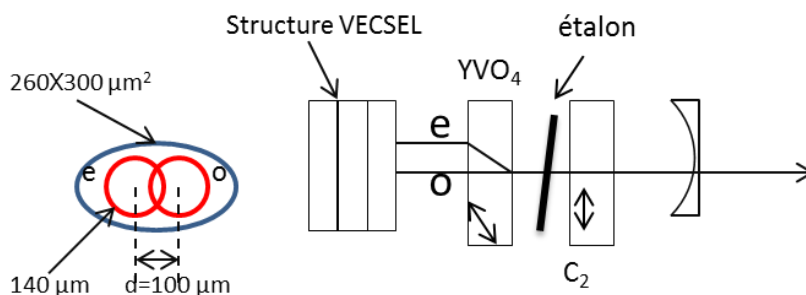 Structure VECSEL
étalon
YVO₄
260X300 µm²
e
o
e
o
140 µm
d=100 µm
C₂